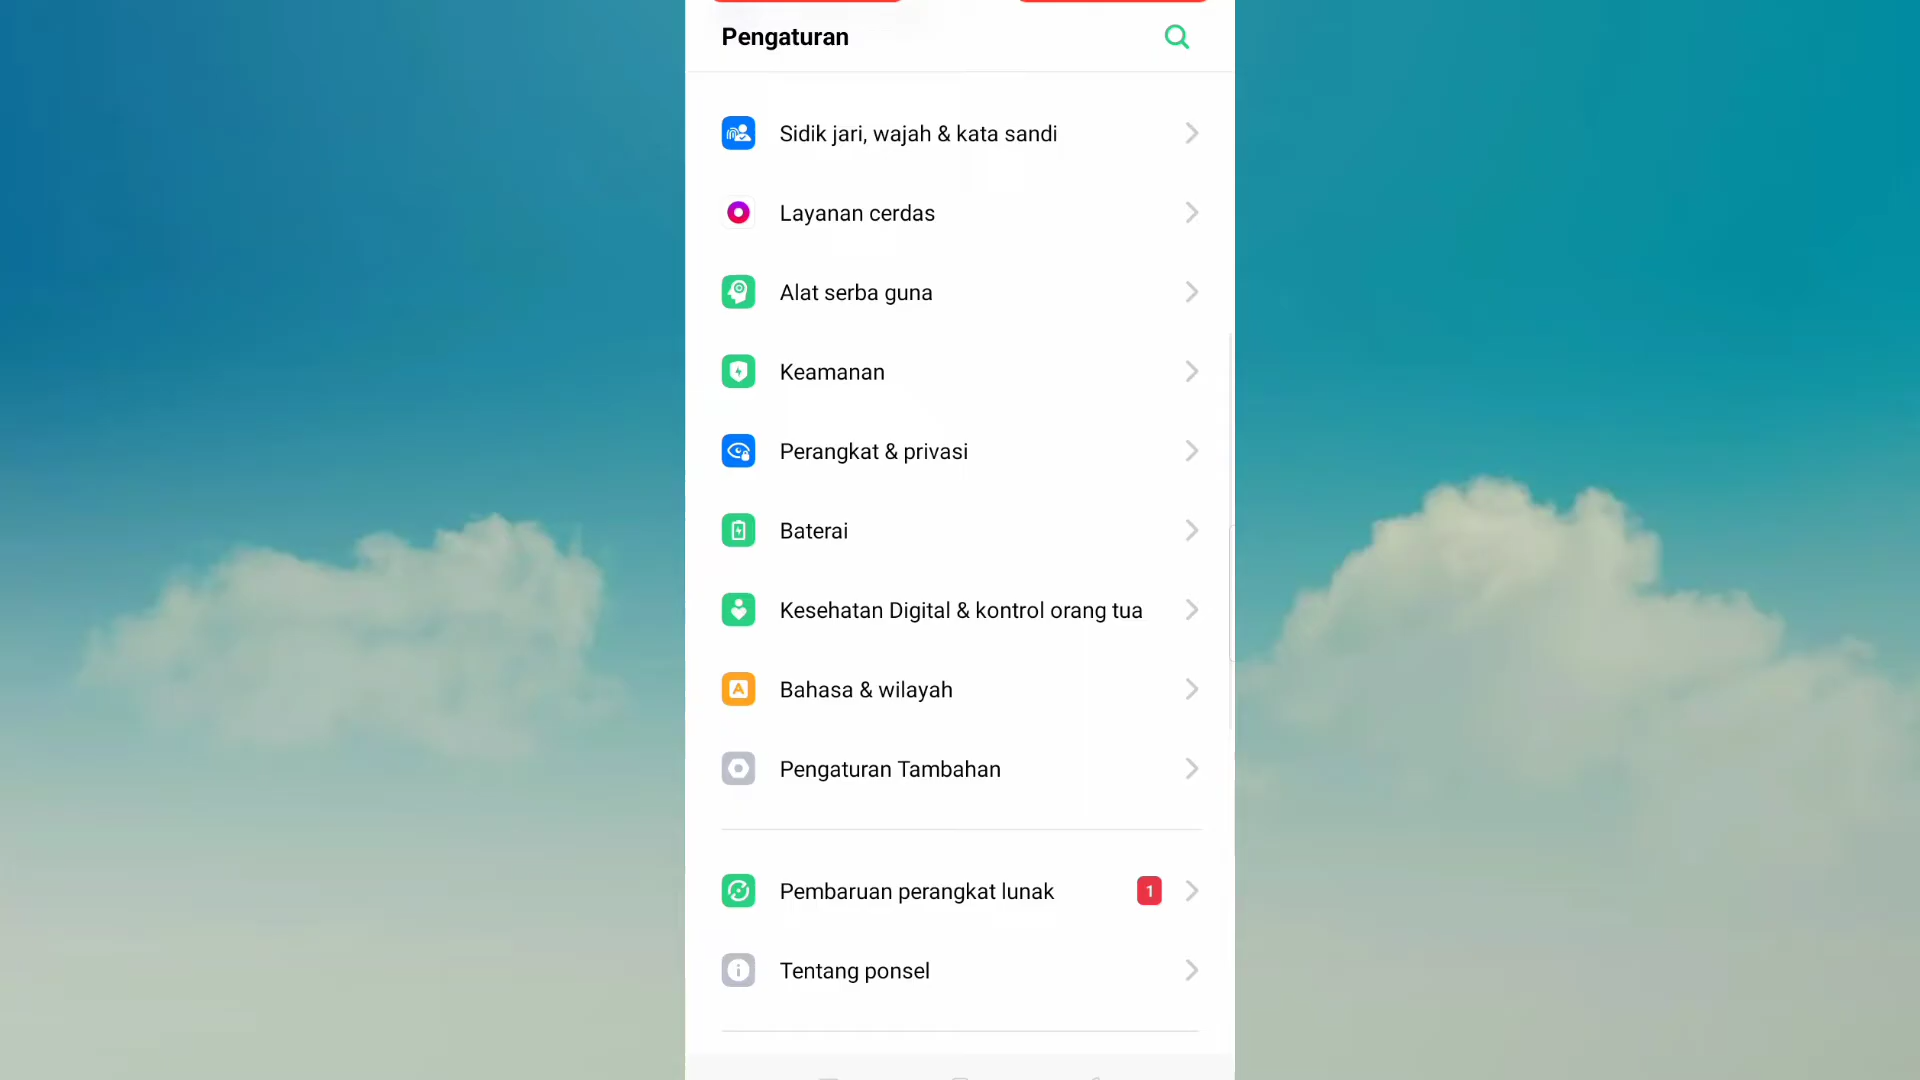 Pengaturan
Sidik jari, wajah & kata sandi
Layanan cerdas
Alat serba guna
Keamanan
Perangkat & privasi
Baterai
Kesehatan Digital & kontrol orang tua
A
Bahasa & wilayah
Pengaturan Tambahan
Pembaruan perangkat lunak 1
Tentang ponsel